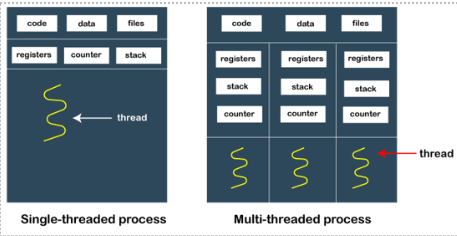 code data files
registers counter stack
thread
Single-threaded process
code data files
registers registers registers
stack stack stack
counter counter counter
thread
Multi-threaded process